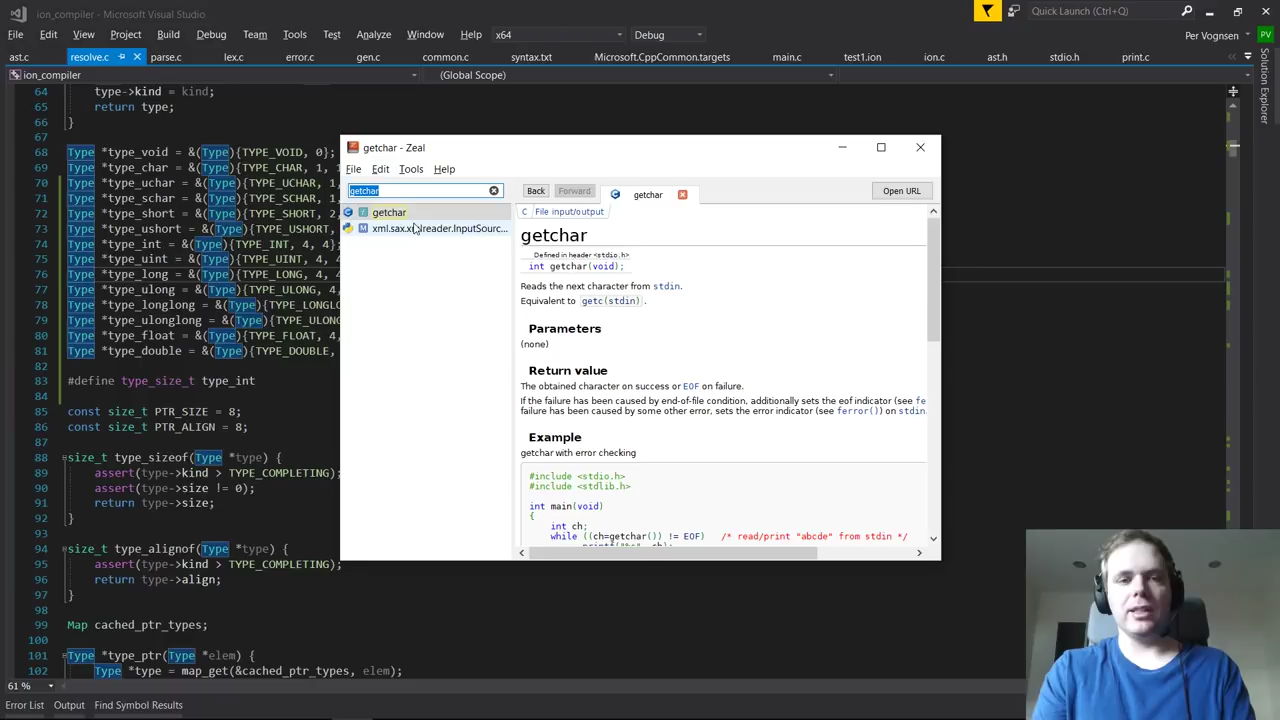 ion_compiler - Microsoft Visual Studio
Quick Launch (Ctrl+Q)
File Edit View Project Build Debug Team Tools Test Analyze Window Help x64 Debug Per Vognsen PV
ast.c resolve.c parse.c lex.c error.c gen.c common.c syntax.txt Microsoft.CppCommon.targets main.c test1.ion ion.c ast.h stdio.h print.c
ion_compiler (Global Scope)
Solution Explorer
64 type->kind = kind;
65 return type;
66 }
67
68 Type *type_void = &(Type){TYPE_VOID, 0};
69 Type *type_char = &(Type){TYPE_CHAR, 1, 1
70 Type *type_uchar = &(Type){TYPE_UCHAR, 1,
71 Type *type_schar = &(Type){TYPE_SCHAR, 1,
72 Type *type_short = &(Type){TYPE_SHORT, 2,
73 Type *type_ushort = &(Type){TYPE_USHORT,
74 Type *type_int = &(Type){TYPE_INT, 4, 4}
75 Type *type_uint = &(Type){TYPE_UINT, 4,
76 Type *type_long = &(Type){TYPE_LONG, 4,
77 Type *type_ulong = &(Type){TYPE_ULONG, 4
78 Type *type_longlong = &(Type){TYPE_LONGL
79 Type *type_ulonglong = &(Type){TYPE_ULON
80 Type *type_float = &(Type){TYPE_FLOAT, 4
81 Type *type_double = &(Type){TYPE_DOUBLE,
82
83 #define type_size_t type_int
84
85 const size_t PTR_SIZE = 8;
86 const size_t PTR_ALIGN = 8;
87
88 size_t type_sizeof(Type *type) {
89 assert(type->kind > TYPE_COMPLETING);
90 assert(type->size != 0);
91 return type->size;
92 }
93
94 size_t type_alignof(Type *type) {
95 assert(type->kind > TYPE_COMPLETING);
96 return type->align;
97 }
98
99 Map cached_ptr_types;
100
101 Type *type_ptr(Type *elem) {
102 Type *type = map_get(&cached_ptr_types, elem);
61 %
Error List Output Find Symbol Results
getchar - Zeal
File Edit Tools Help
getchar
getchar
Back Forward getchar Open URL
C File input/output
getchar
Defined in header <stdio.h>
int getchar(void);
Reads the next character from stdin.
Equivalent to getc(stdin).
Parameters
(none)
Return value
The obtained character on success or EOF on failure.
If the failure has been caused by end-of-file condition, additionally sets the eof indicator (see fe
failure has been caused by some other error, sets the error indicator (see ferror()) on stdin
Example
getchar with error checking
#include <stdio.h>
#include <stdlib.h>
int main(void)
{
int ch;
while ((ch=getchar()) != EOF) /* read/print "abcde" from stdin */